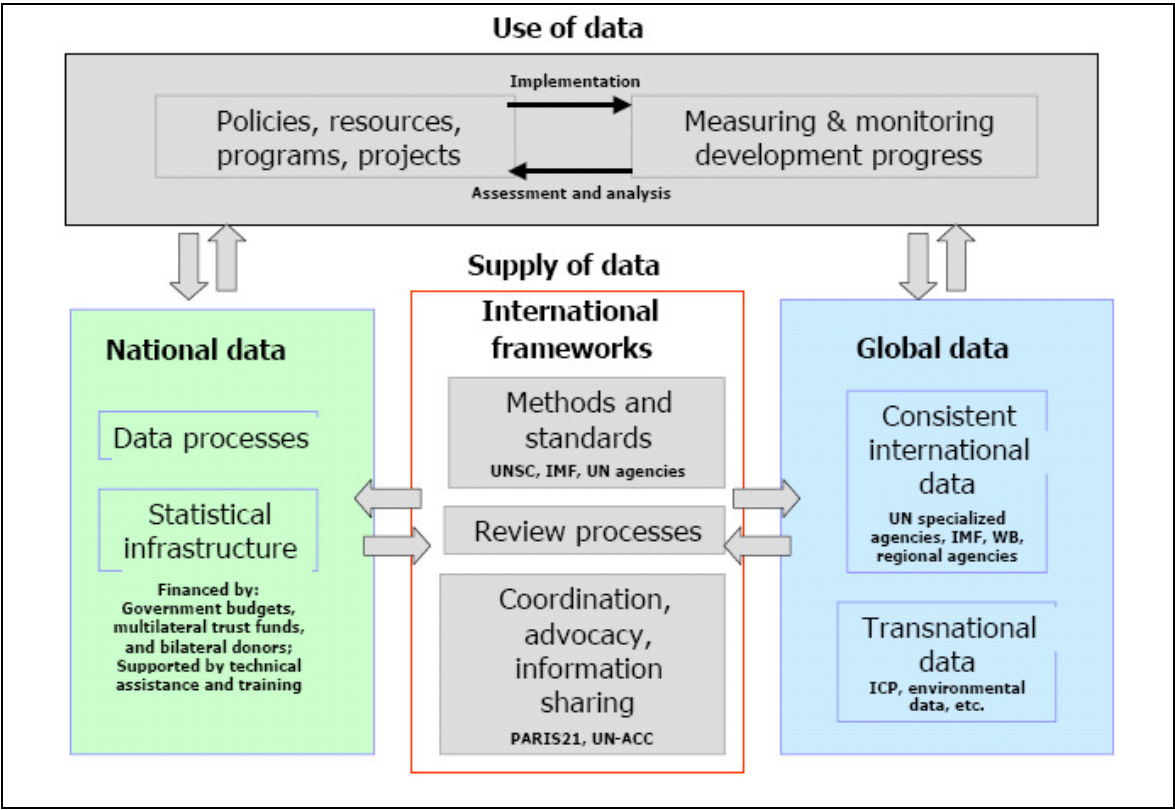 Use of data
Implementation
Policies, resources,
programs, projects
Measuring & monitoring
development progress
Assessment and analysis
Supply of data
National data
Data processes
Statistical
infrastructure
Financed by:
Government budgets,
multilateral trust funds,
and bilateral donors;
Supported by technical
assistance and training
International
frameworks
Methods and
standards
UNSC, IMF, UN agencies
Review processes
Coordination,
advocacy,
information
sharing
PARIS21, UN-ACC
Global data
Consistent
international
data
UN specialized
agencies, IMF, WB,
regional agencies
Transnational
data
ICP, environmental
data, etc.